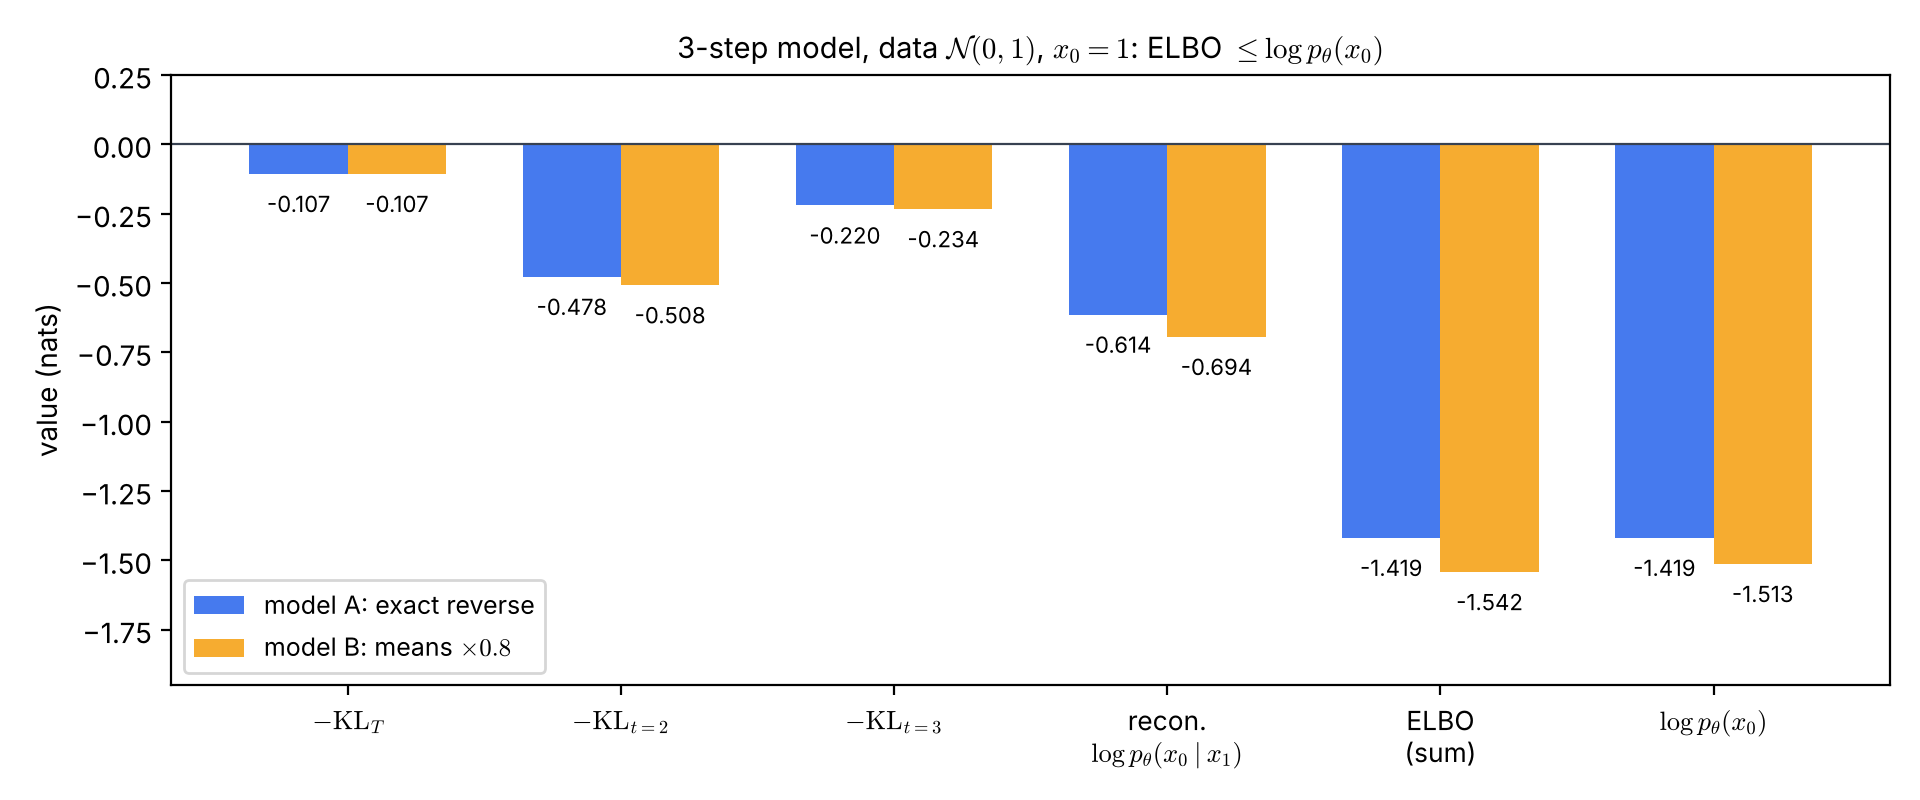 3-step model, data 𝒩(0, 1), x₀ = 1: ELBO ≤ log p_θ(x₀)
value (nats)
0.25
0.00
−0.25
−0.50
−0.75
−1.00
−1.25
−1.50
−1.75
-0.107
-0.107
-0.478
-0.508
-0.220
-0.234
-0.614
-0.694
-1.419
-1.542
-1.419
-1.513
model A: exact reverse
model B: means ×0.8
−KL_T
−KL_{t=2}
−KL_{t=3}
recon.
log p_θ(x₀ | x₁)
ELBO
(sum)
log p_θ(x₀)